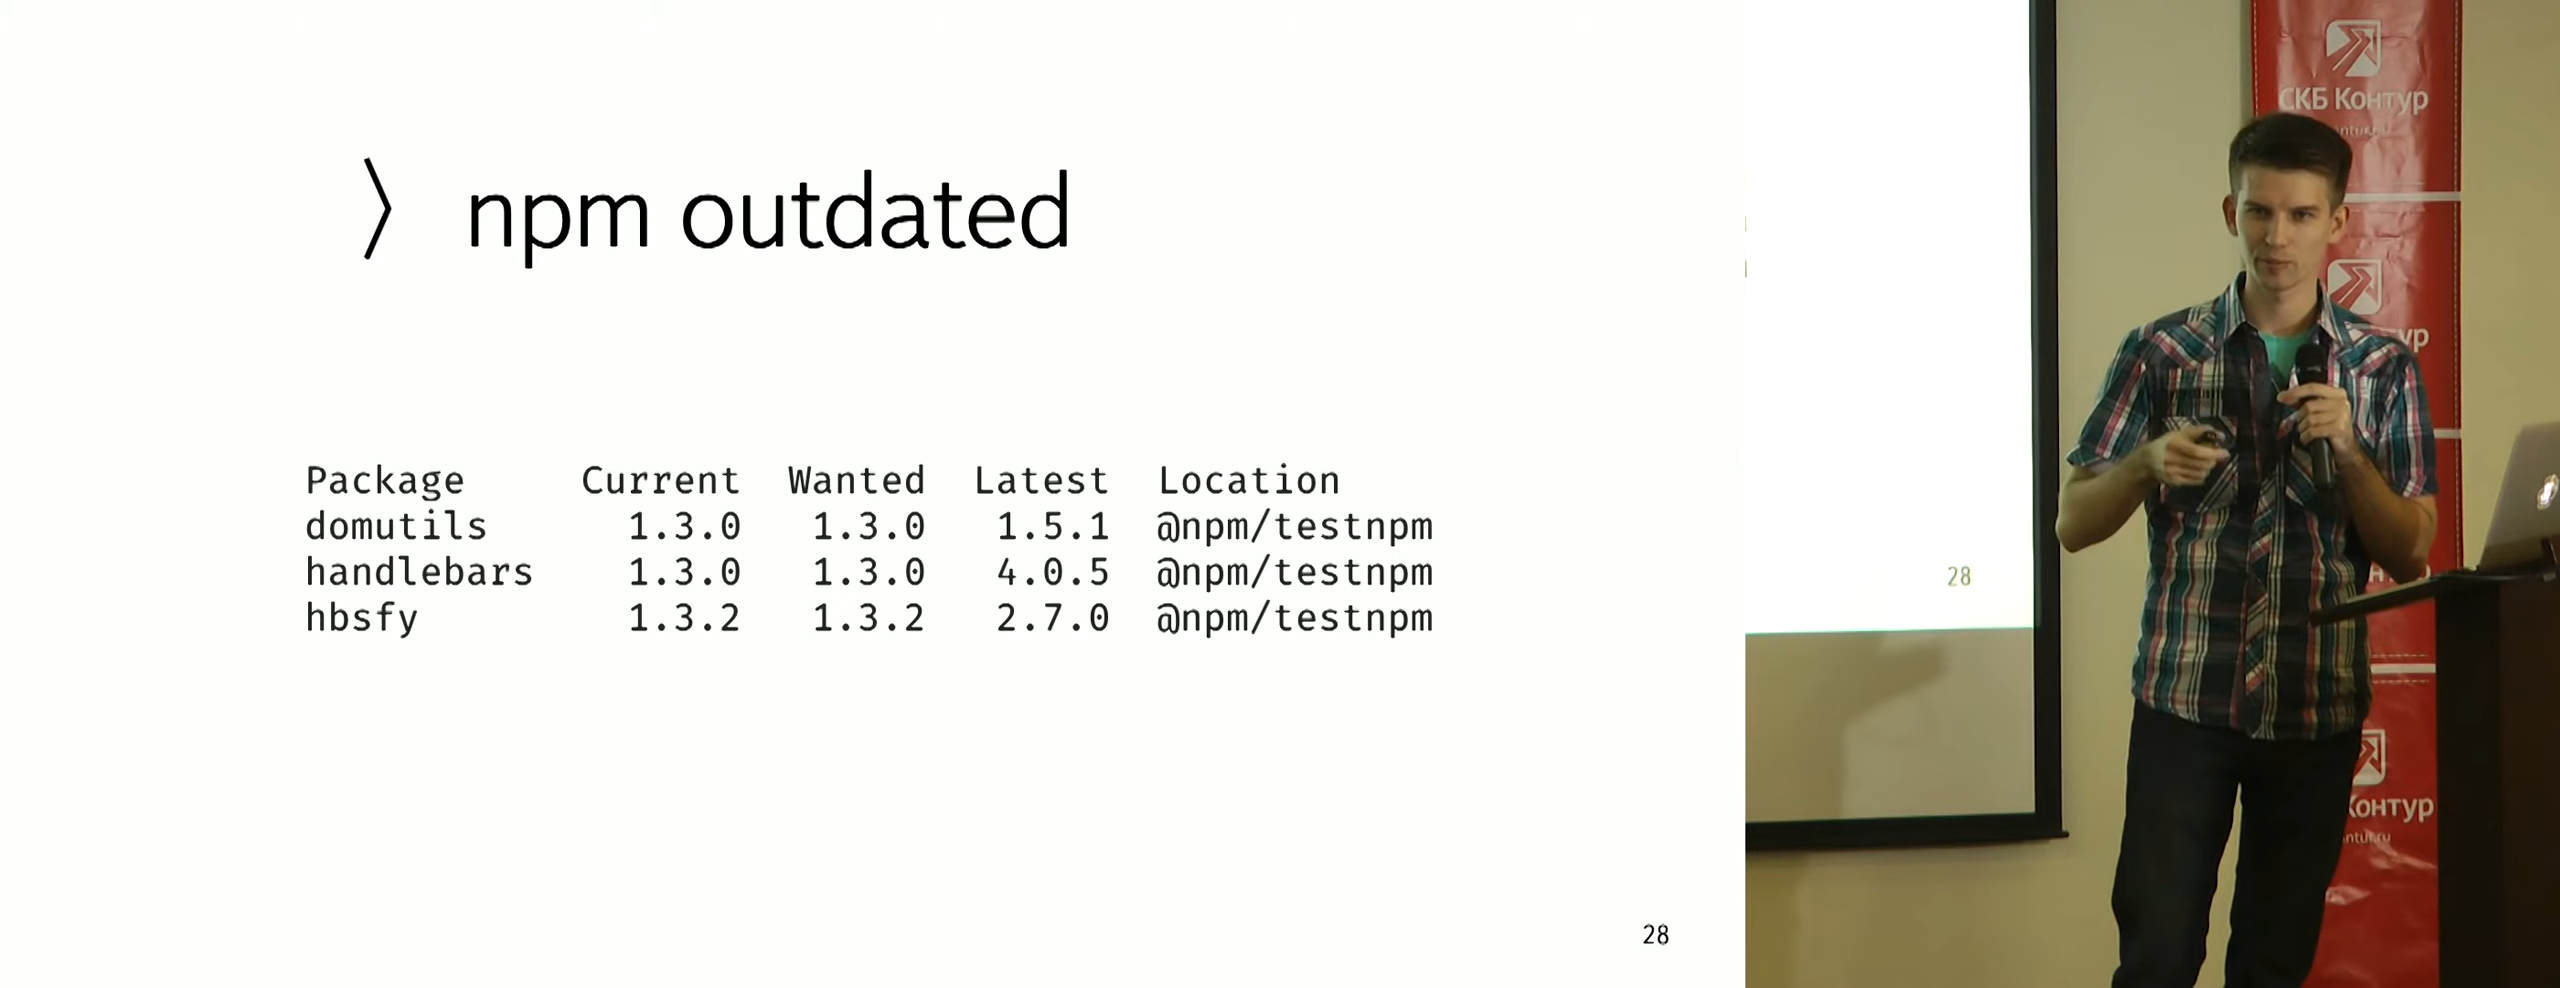 〉 npm outdated
Package Current Wanted Latest Location
domutils 1.3.0 1.3.0 1.5.1 @npm/testnpm
handlebars 1.3.0 1.3.0 4.0.5 @npm/testnpm
hbsfy 1.3.2 1.3.2 2.7.0 @npm/testnpm
28
28
СКБ Контур
Контур